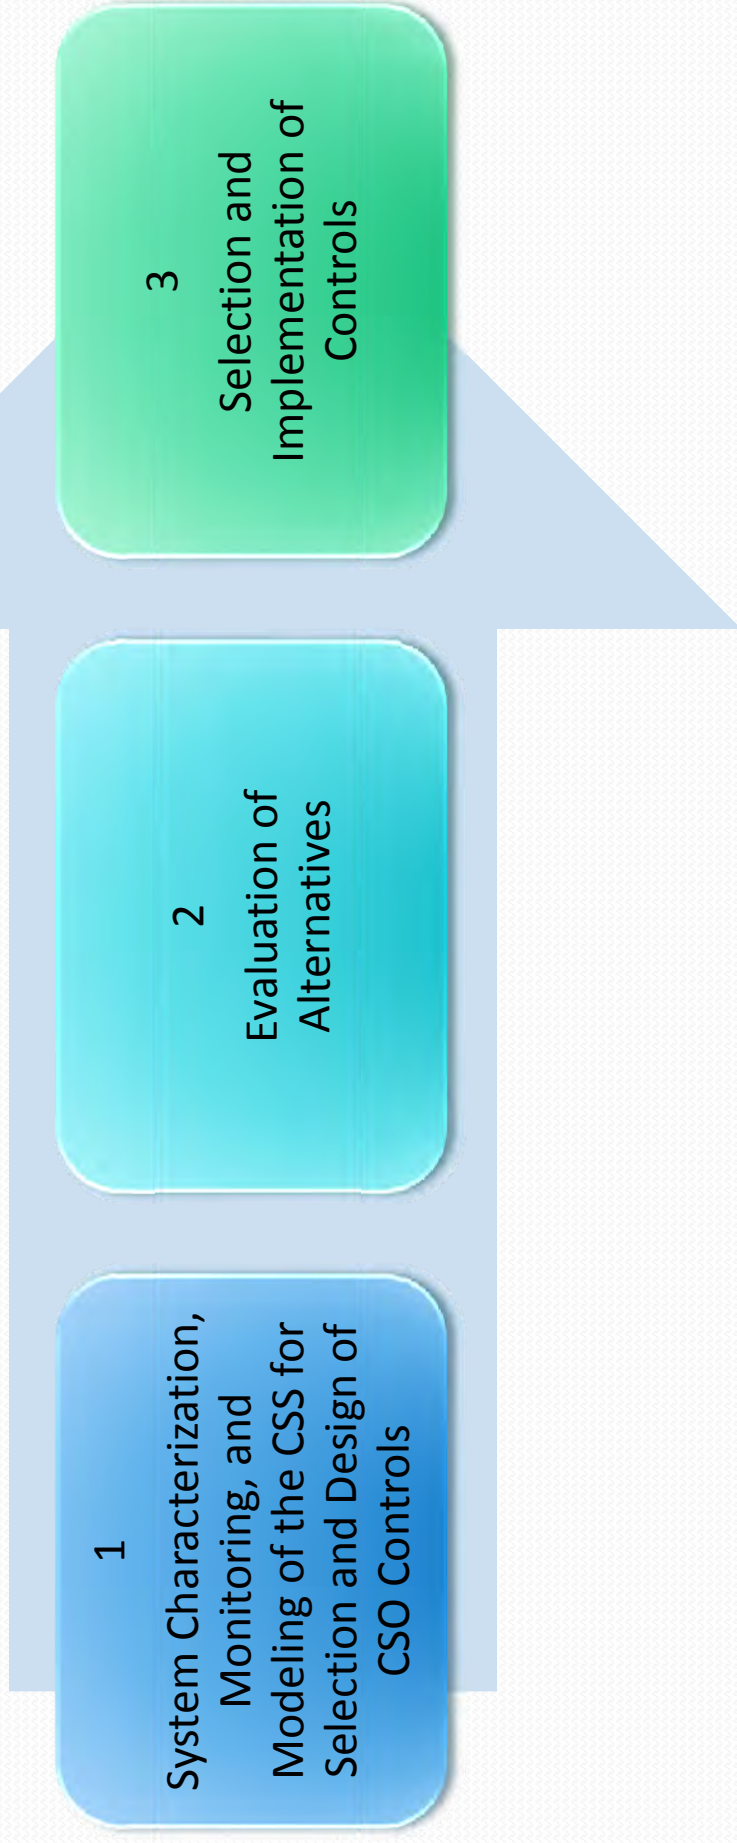 1
System Characterization,
Monitoring, and
Modeling of the CSS for
Selection and Design of
CSO Controls
2
Evaluation of
Alternatives
3
Selection and
Implementation of
Controls